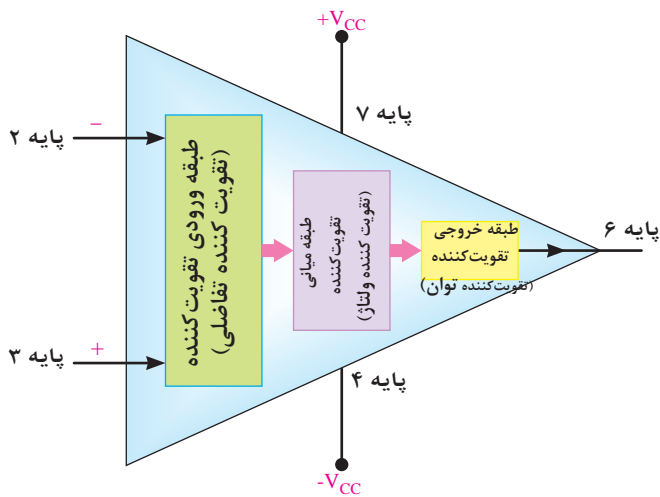 +VCC
پایه ۷
پایه ۲
−
طبقه ورودی تقویت‌کننده
(تقویت کننده تفاضلی)
طبقه میانی
تقویت‌کننده
(تقویت کننده ولتاژ)
طبقه خروجی
تقویت‌کننده
(تقویت‌کننده توان)
پایه ۶
پایه ۳
+
پایه ۴
-VCC